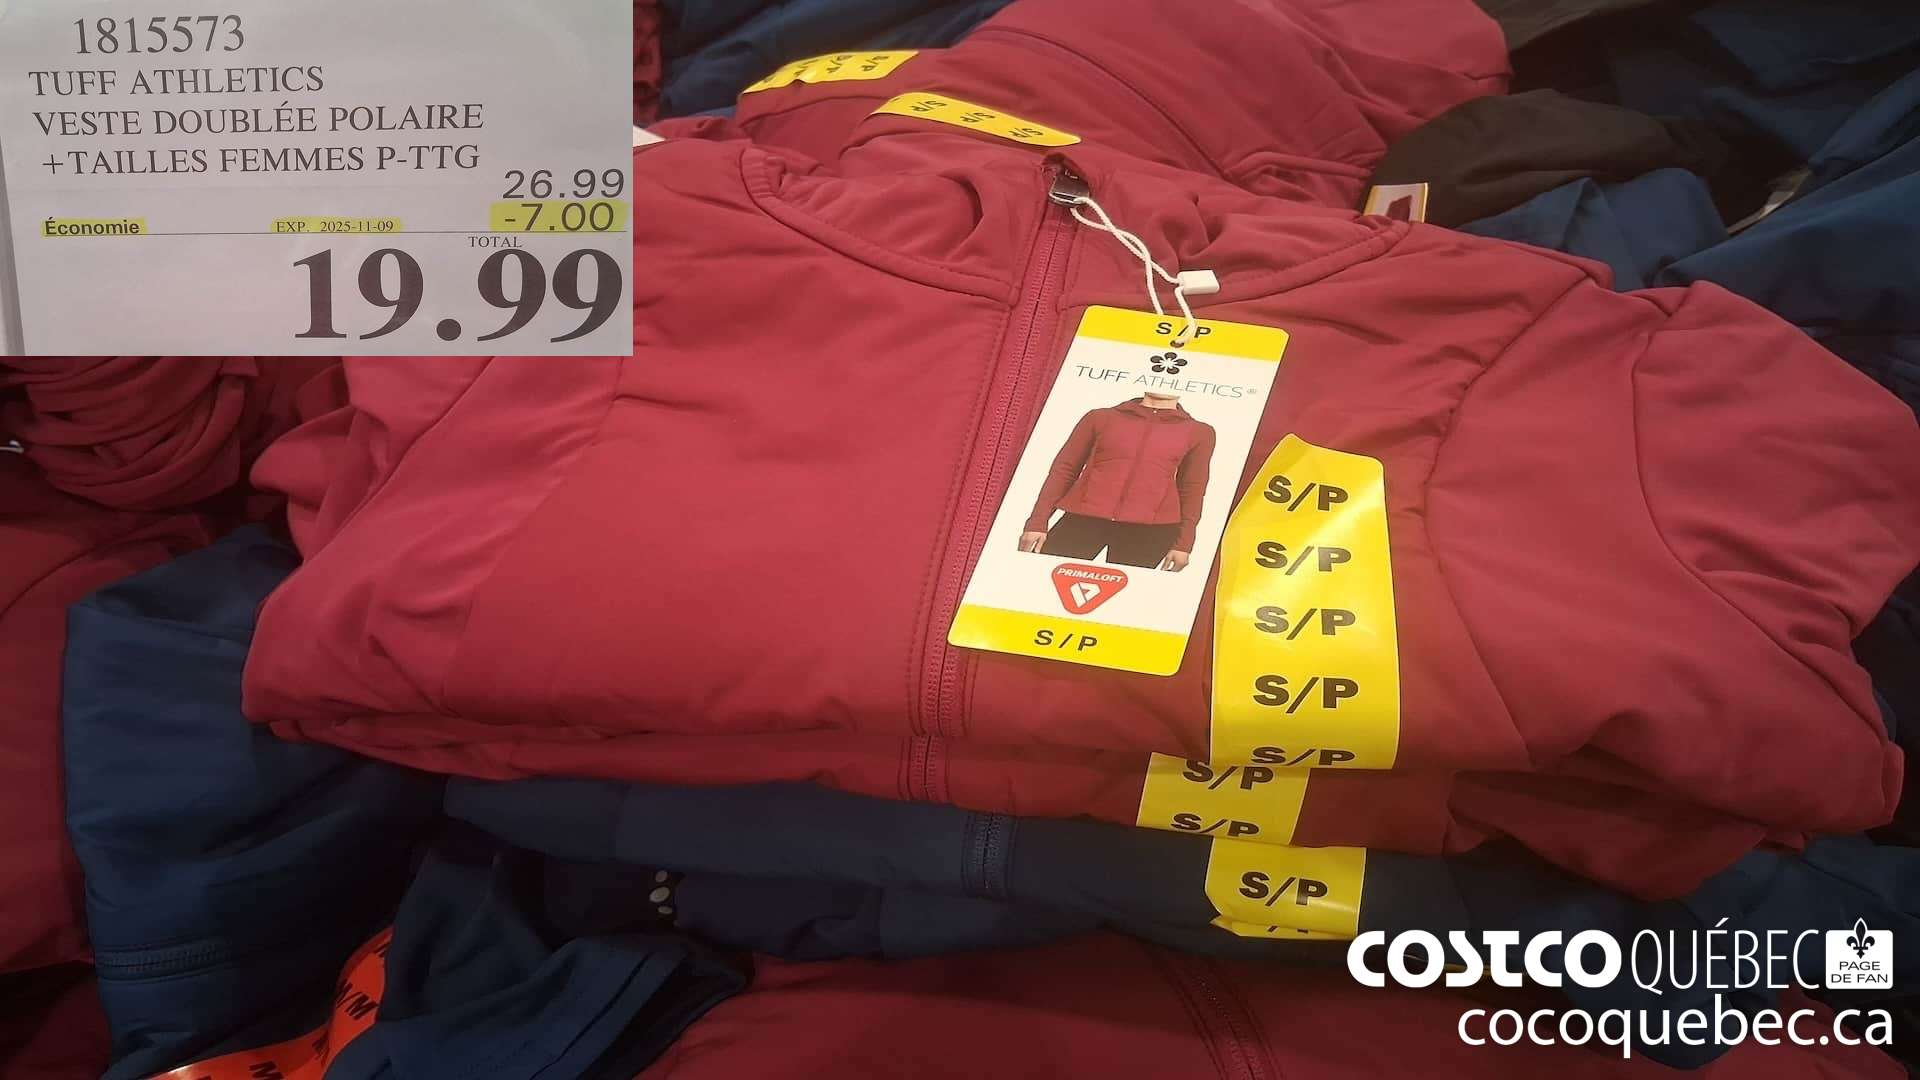 1815573
TUFF ATHLETICS
VESTE DOUBLÉE POLAIRE
+TAILLES FEMMES P-TTG
26.99
Économie EXP. 2025-11-09 -7.00
TOTAL
19.99
S/P
S/P
S/P
S/P
S/P
S / P
TUFF ATHLETICS®
PRIMALOFT
S / P
S/P
S/P
S/P
S/P
S/P
S/P
S/P
S/P
M/M
M
COSTCO QUÉBEC
PAGE
DE FAN
cocoquebec.ca